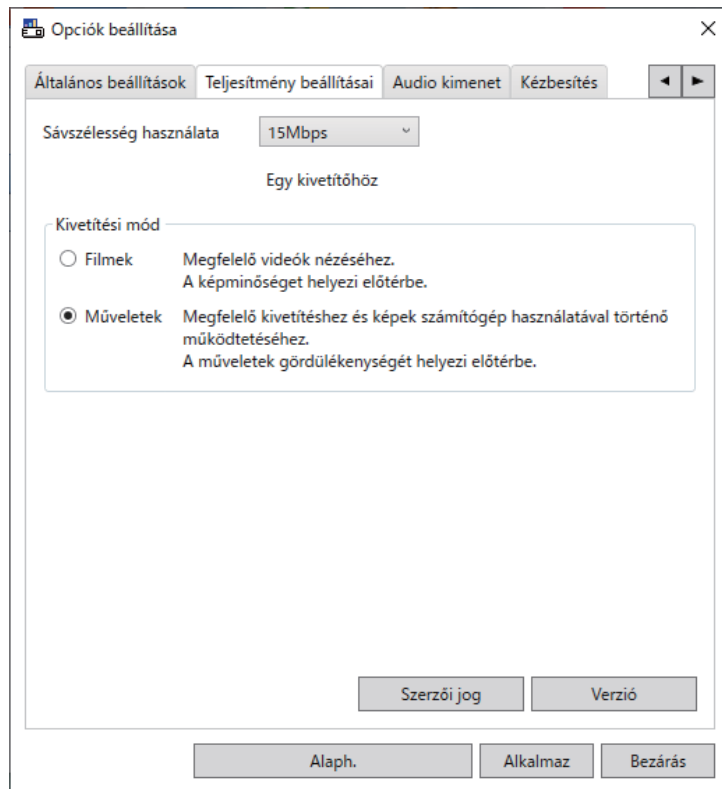 Opciók beállítása
Általános beállítások Teljesítmény beállításai Audio kimenet Kézbesítés
Sávszélesség használata 15Mbps
Egy kivetítőhöz
Kivetítési mód
Filmek Megfelelő videók nézéséhez.
A képminőséget helyezi előtérbe.
Műveletek Megfelelő kivetítéshez és képek számítógép használatával történő
működtetéséhez.
A műveletek gördülékenységét helyezi előtérbe.
Szerzői jog Verzió
Alaph. Alkalmaz Bezárás